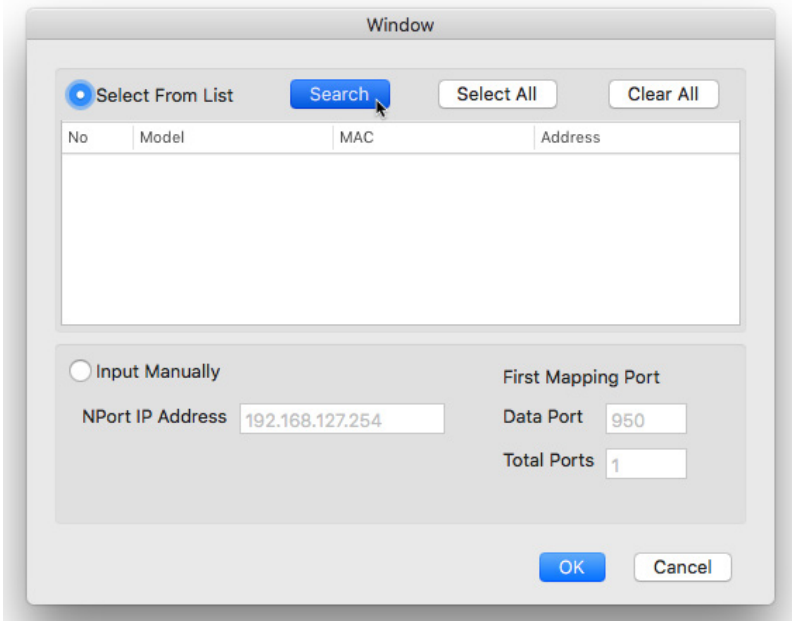 Window
Select From List Search Select All Clear All
No Model MAC Address
Input Manually
First Mapping Port
NPort IP Address 192.168.127.254 Data Port 950
Total Ports 1
OK Cancel